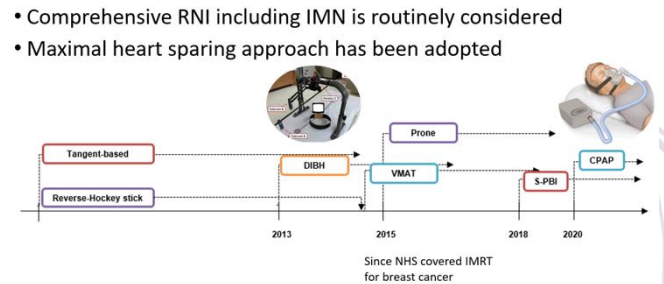 • Comprehensive RNI including IMN is routinely considered
• Maximal heart sparing approach has been adopted
Prone
Tangent-based
DIBH
VMAT
CPAP
S-PBI
Reverse-Hockey stick
2013
2015
2018
2020
Since NHS covered IMRT
for breast cancer